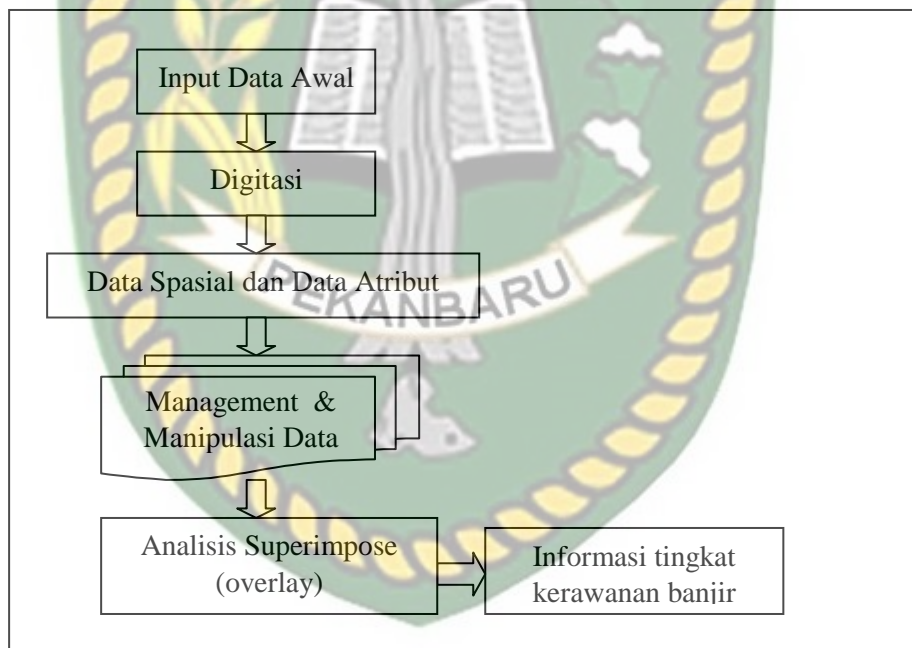 Input Data Awal
Digitasi
Data Spasial dan Data Atribut
PEKANBARU
Management &
Manipulasi Data
Analisis Superimpose
(overlay)
Informasi tingkat
kerawanan banjir